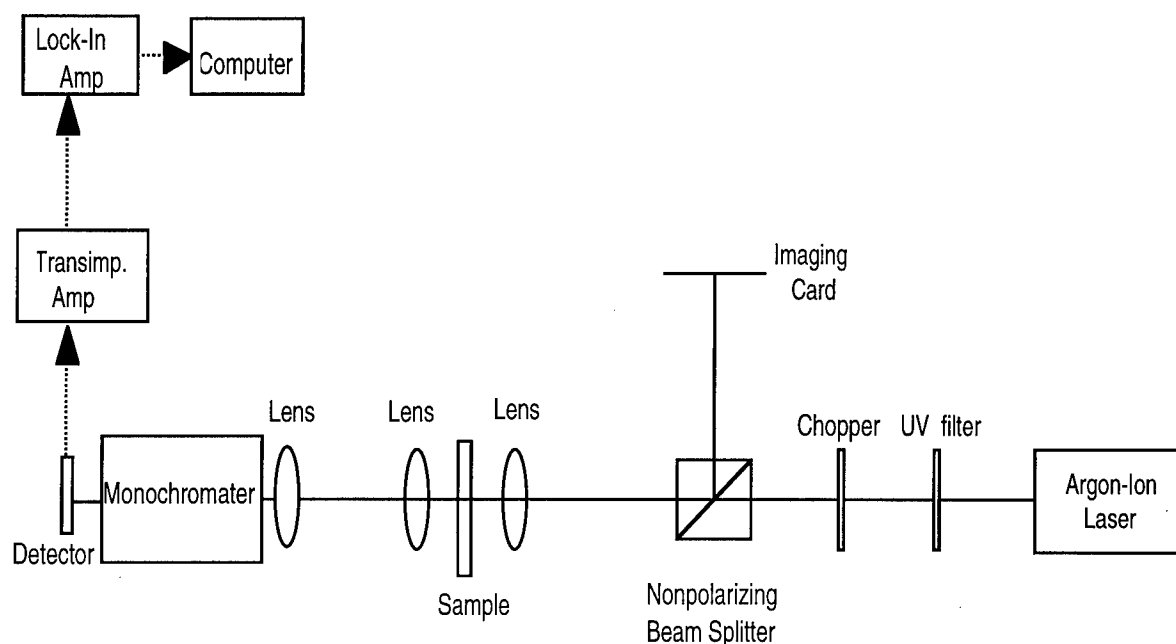 Lock-In
Amp
Computer
Transimp.
Amp
Imaging
Card
Lens
Lens
Lens
Chopper
UV filter
Monochromater
Argon-Ion
Laser
Detector
Sample
Nonpolarizing
Beam Splitter